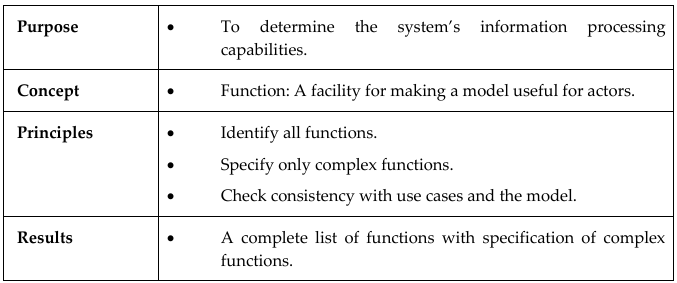 Purpose • To determine the system's information processing
capabilities.
Concept • Function: A facility for making a model useful for actors.
Principles • Identify all functions.
• Specify only complex functions.
• Check consistency with use cases and the model.
Results • A complete list of functions with specification of complex
functions.